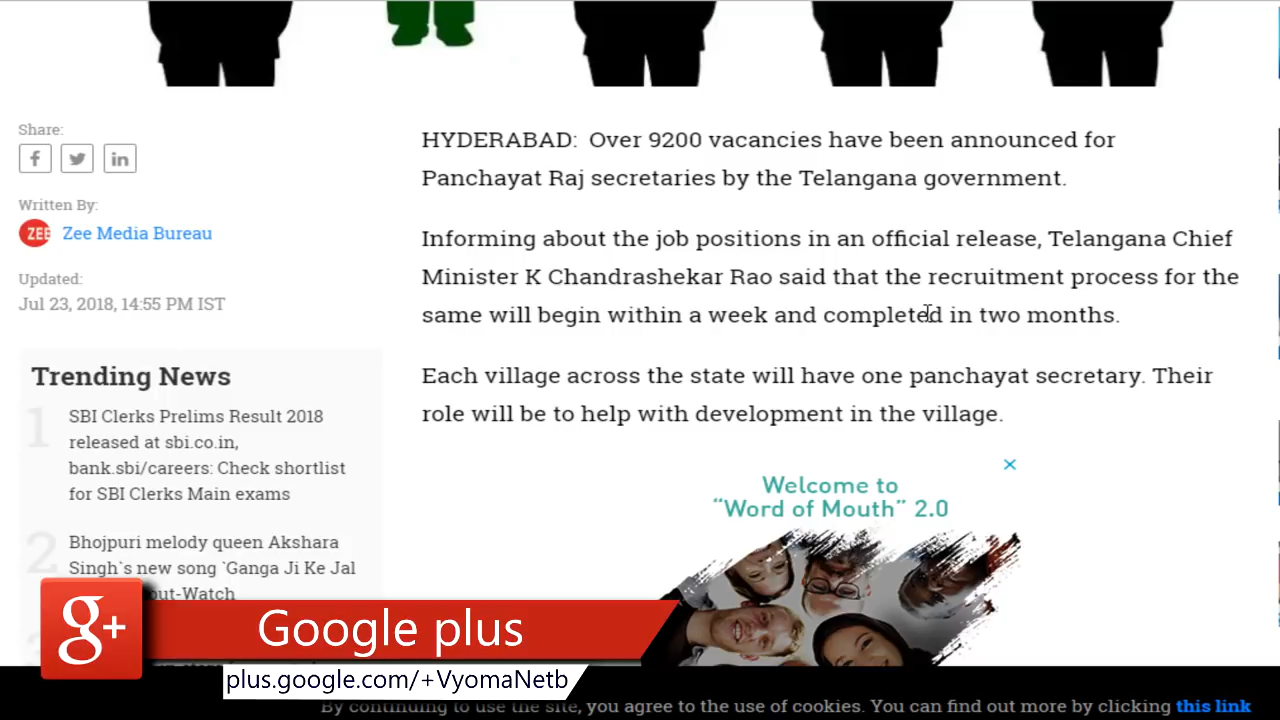 Share:
Written By:
ZEE Zee Media Bureau
Updated:
Jul 23, 2018, 14:55 PM IST
HYDERABAD:  Over 9200 vacancies have been announced for
Panchayat Raj secretaries by the Telangana government.
Informing about the job positions in an official release, Telangana Chief
Minister K Chandrashekar Rao said that the recruitment process for the
same will begin within a week and completed in two months.
Each village across the state will have one panchayat secretary. Their
role will be to help with development in the village.
Trending News
1 SBI Clerks Prelims Result 2018
released at sbi.co.in,
bank.sbi/careers: Check shortlist
for SBI Clerks Main exams
2 Bhojpuri melody queen Akshara
Singh`s new song `Ganga Ji Ke Jal
out-Watch
Welcome to
“Word of Mouth” 2.0
g+ Google plus
plus.google.com/+VyomaNetb
By continuing to use the site, you agree to the use of cookies. You can find out more by clicking this link